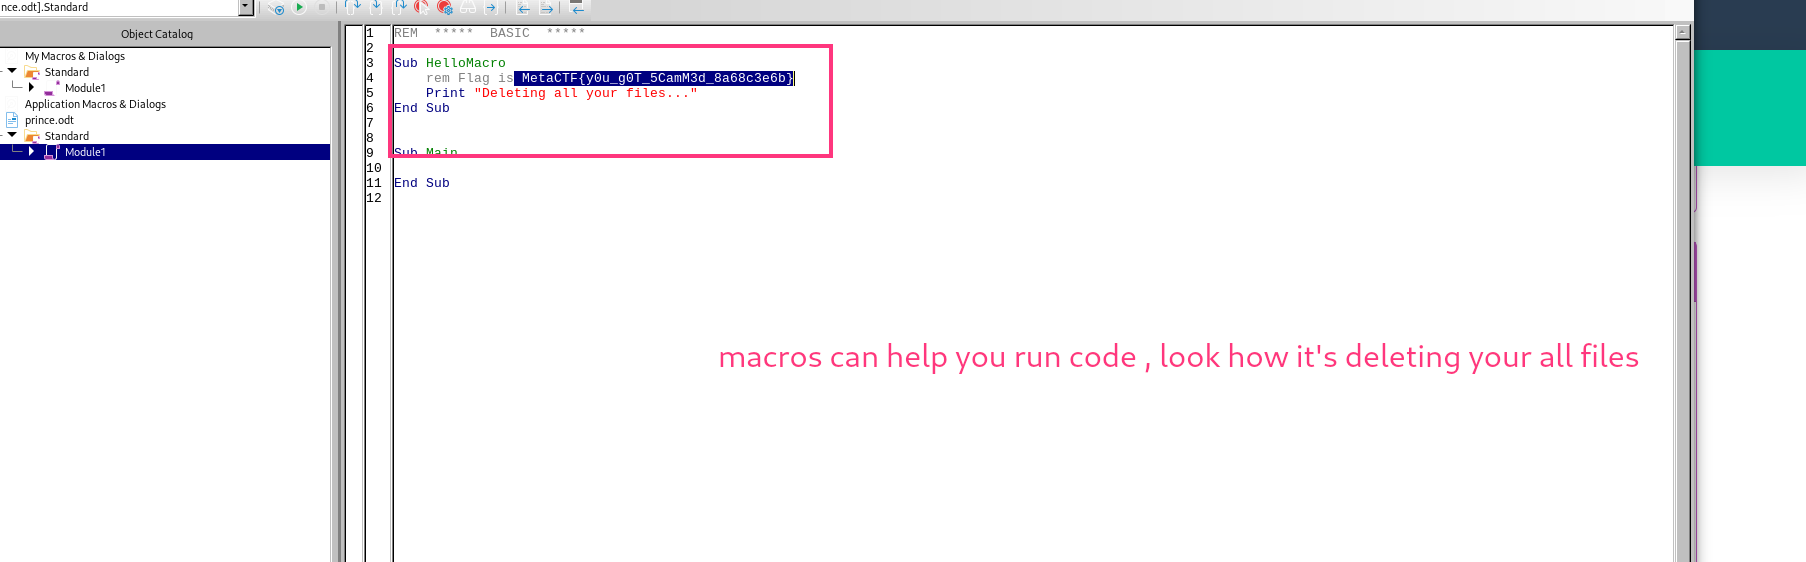 nce.odt].Standard
Object Catalog
My Macros & Dialogs
Standard
Module1
Application Macros & Dialogs
prince.odt
Standard
Module1
1 REM  *****  BASIC  *****
2
3 Sub HelloMacro
4     rem Flag is MetaCTF{y0u_g0T_5CamM3d_8a68c3e6b}
5     Print "Deleting all your files..."
6 End Sub
7
8
9 Sub Main
10
11 End Sub
12
macros can help you run code , look how it's deleting your all files